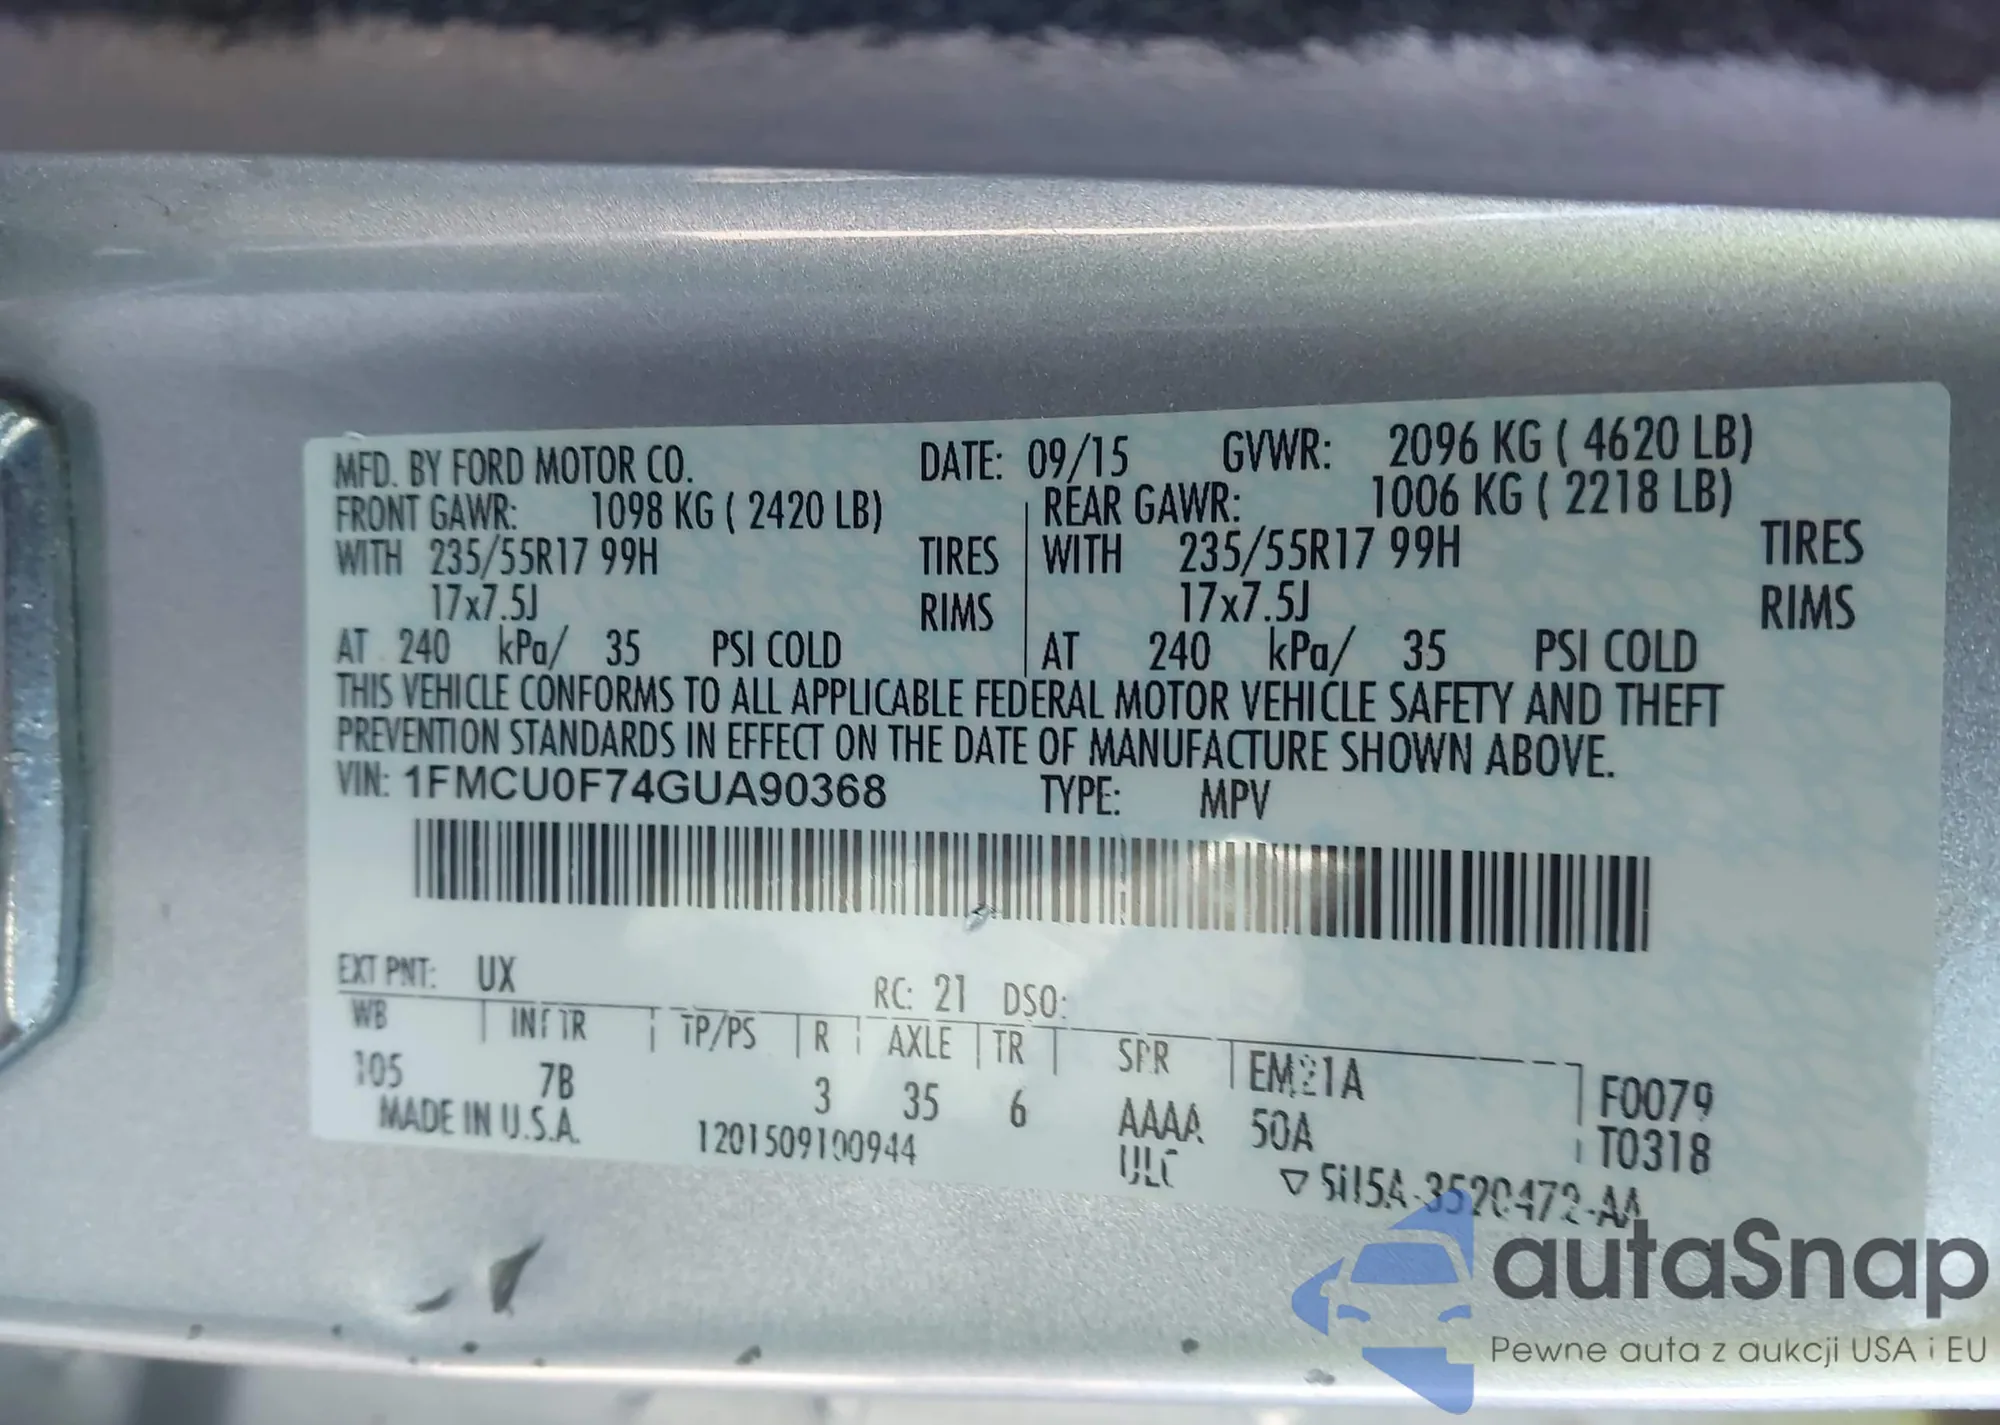 MFD. BY FORD MOTOR CO. DATE: 09/15 GVWR: 2096 KG ( 4620 LB)
FRONT GAWR: 1098 KG ( 2420 LB) REAR GAWR: 1006 KG ( 2218 LB)
WITH 235/55R17 99H TIRES WITH 235/55R17 99H TIRES
17x7.5J RIMS 17x7.5J RIMS
AT 240 kPa/ 35 PSI COLD AT 240 kPa/ 35 PSI COLD
THIS VEHICLE CONFORMS TO ALL APPLICABLE FEDERAL MOTOR VEHICLE SAFETY AND THEFT
PREVENTION STANDARDS IN EFFECT ON THE DATE OF MANUFACTURE SHOWN ABOVE.
VIN: 1FMCU0F74GUA90368 TYPE: MPV
EXT PNT: UX RC: 21 DSO:
WB INT TR TP/PS R AXLE TR SPR EM21A F0079
105 7B 3 35 6 AAAA 50A T0318
MADE IN U.S.A. 1201509100944
autaSnap
Pewne auta z aukcji USA i EU